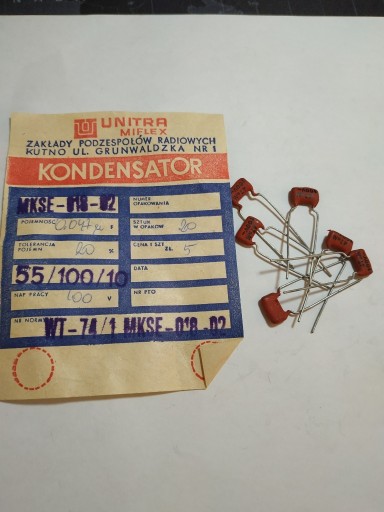 UNITRA
MIFLEX
ZAKŁADY PODZESPOŁÓW RADIOWYCH
KUTNO UL. GRUNWALDZKA NR 1
KONDENSATOR
MKSE-018-02
NUMER OPAKOWANIA
POJEMNOŚĆ 0,047µ F
SZTUK W OPAKOW. 20
TOLERANCJA POJEMN. 20 %
CENA 1 SZT. ZŁ. 5
55/100/10
DATA
NAP. PRACY 100 V
NR PTO
NR NORMY WT-74/1 MKSE-018-02